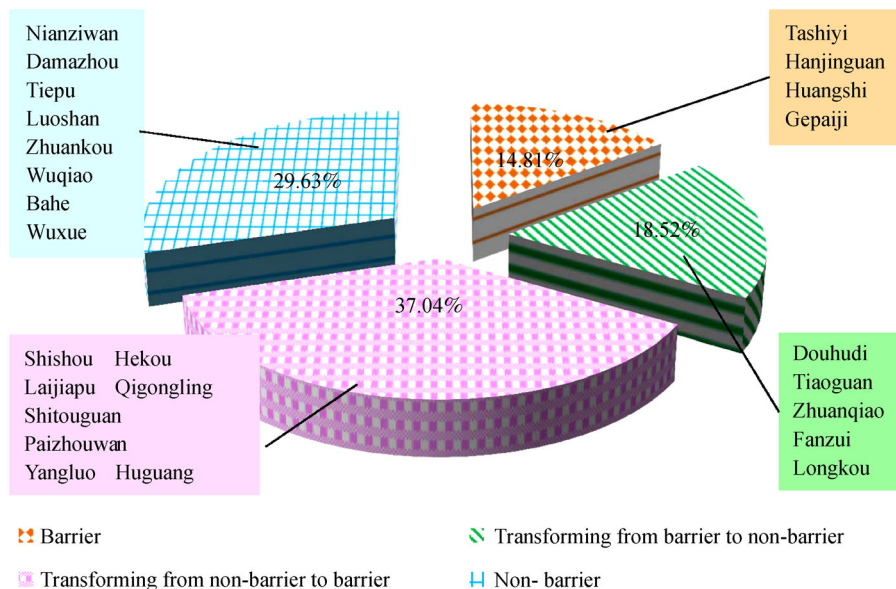 Nianziwan
Damazhou
Tiepu
Luoshan
Zhuankou
Wuqiao
Bahe
Wuxue
29.63%
14.81%
Tashiyi
Hanjinguan
Huangshi
Gepaiji
18.52%
37.04%
Shishou Hekou
Laijiapu Qigongling
Shitouguan
Paizhouwan
Yangluo Huguang
Douhudi
Tiaoguan
Zhuanqiao
Fanzui
Longkou
Barrier
Transforming from barrier to non-barrier
Transforming from non-barrier to barrier
Non- barrier